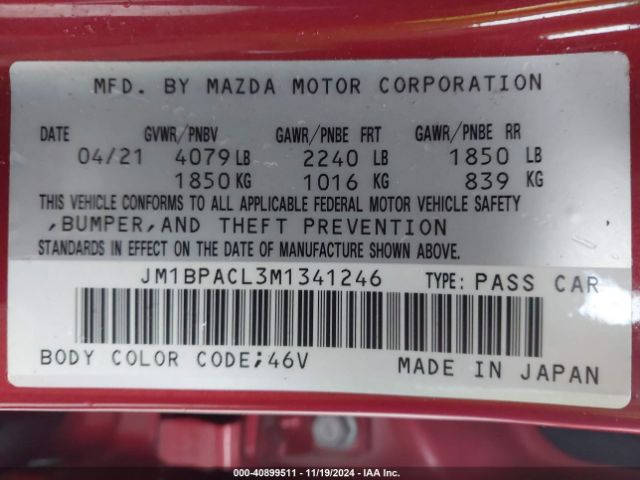 MFD. BY MAZDA MOTOR CORPORATION
DATE GVWR/PNBV GAWR/PNBE FRT GAWR/PNBE RR
04/21 4079 LB 2240 LB 1850 LB
1850 KG 1016 KG 839 KG
THIS VEHICLE CONFORMS TO ALL APPLICABLE FEDERAL MOTOR VEHICLE SAFETY
,BUMPER,AND THEFT PREVENTION
STANDARDS IN EFFECT ON THE DATE OF MANUFACTURE SHOWN ABOVE.
JM1BPACL3M1341246 TYPE: PASS CAR
BODY COLOR CODE;46V MADE IN JAPAN
000-40899511 - 11/19/2024 - IAA Inc.